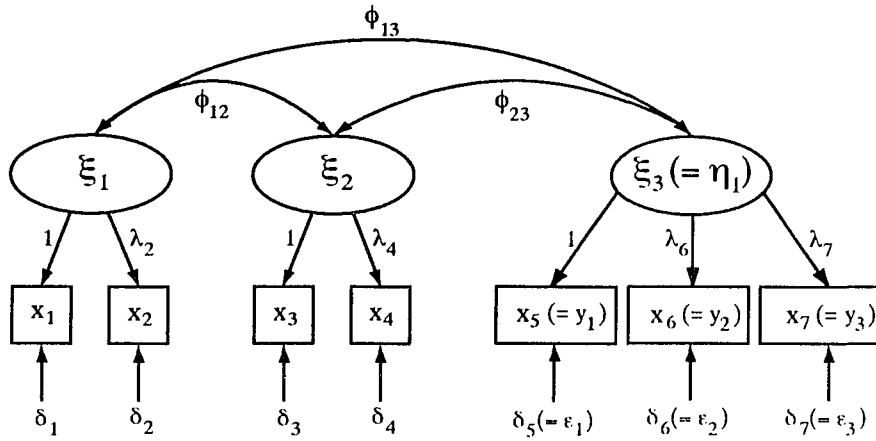 ϕ₁₃
ϕ₁₂ ϕ₂₃
ξ₁ ξ₂ ξ₃ (= η₁)
1 λ₂ 1 λ₄ 1 λ₆ λ₇
x₁ x₂ x₃ x₄ x₅ (= y₁) x₆ (= y₂) x₇ (= y₃)
δ₁ δ₂ δ₃ δ₄ δ₅(= ε₁) δ₆(= ε₂) δ₇(= ε₃)